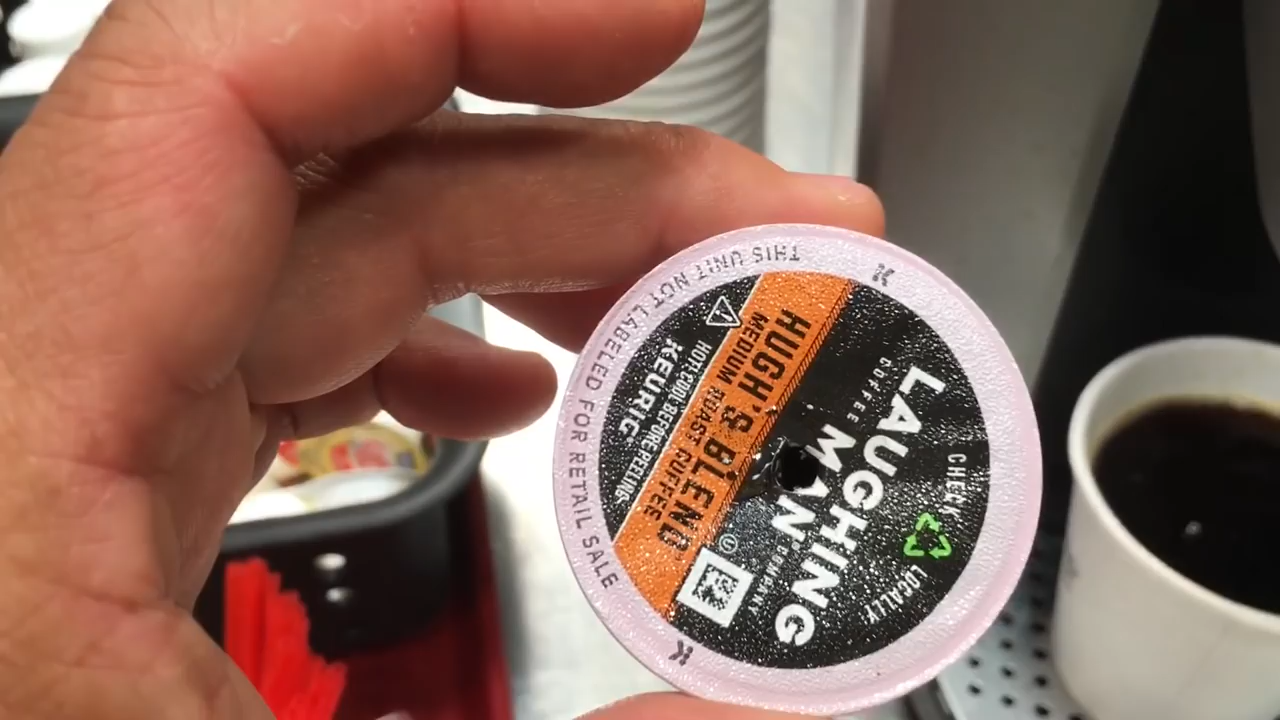 THIS UNIT NOT LABELED FOR RETAIL SALE
K
K
LAUGHING
MAN
COFFEE
COMPANY
CHECK LOCALLY
HUGH'S BLEND
MEDIUM ROAST COFFEE
HOT! COOL BEFORE PEELING
KEURIG